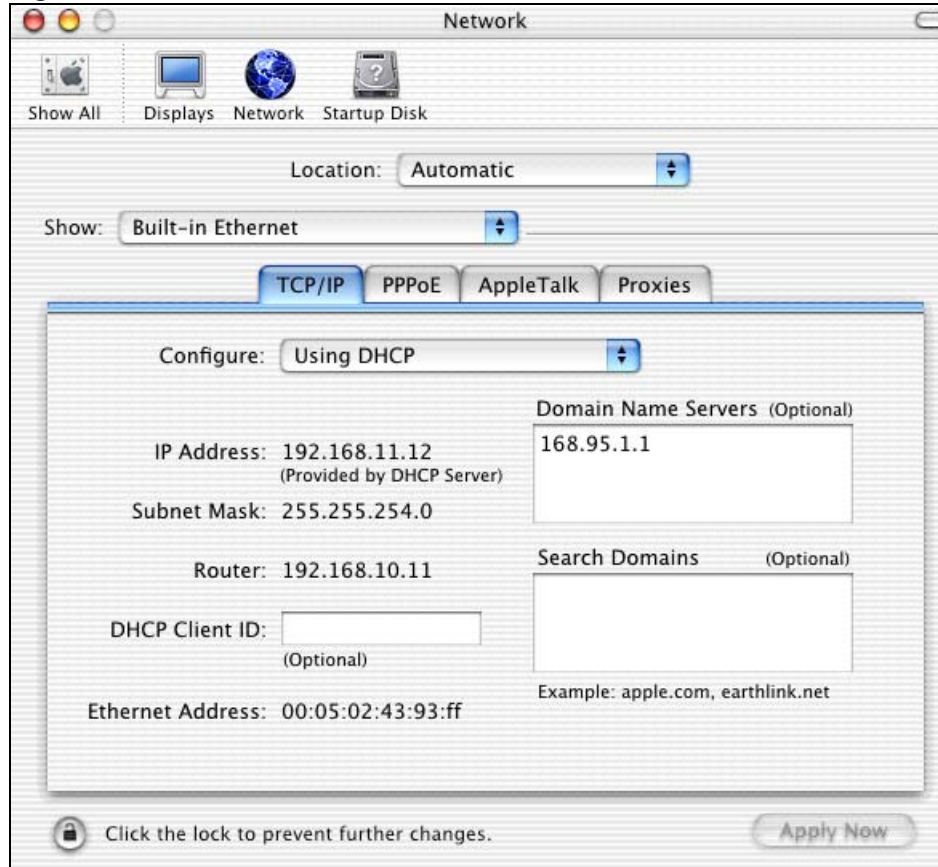 Network
Show All
Displays
Network
Startup Disk
Location: Automatic
Show: Built-in Ethernet
TCP/IP
PPPoE
AppleTalk
Proxies
Configure: Using DHCP
Domain Name Servers (Optional)
168.95.1.1
IP Address: 192.168.11.12
(Provided by DHCP Server)
Subnet Mask: 255.255.254.0
Router: 192.168.10.11
Search Domains (Optional)
DHCP Client ID:
(Optional)
Example: apple.com, earthlink.net
Ethernet Address: 00:05:02:43:93:ff
Click the lock to prevent further changes.
Apply Now